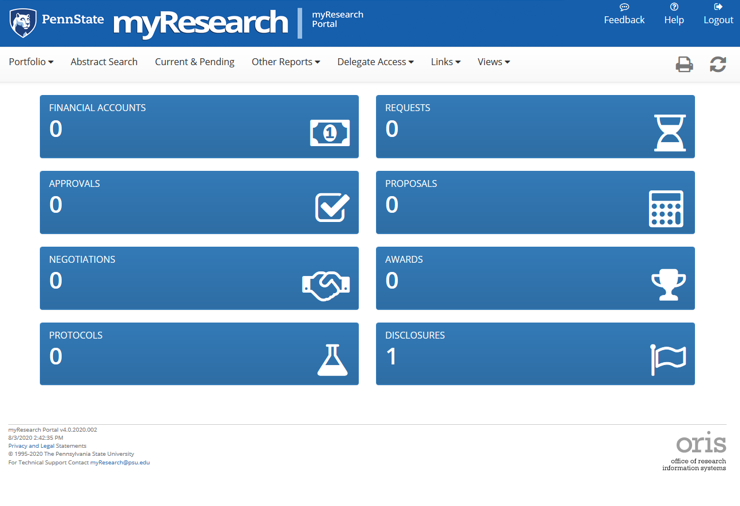 PennState
myResearch
myResearch
Portal
Feedback
Help
Logout
Portfolio
Abstract Search
Current & Pending
Other Reports
Delegate Access
Links
Views
FINANCIAL ACCOUNTS
0
1
REQUESTS
0
APPROVALS
0
PROPOSALS
0
NEGOTIATIONS
0
AWARDS
0
PROTOCOLS
0
DISCLOSURES
1
myResearch Portal v4.0.2020.002
8/3/2020 2:42:35 PM
Privacy and Legal Statements
© 1995-2020 The Pennsylvania State University
For Technical Support Contact myResearch@psu.edu
oris
office of research
information systems